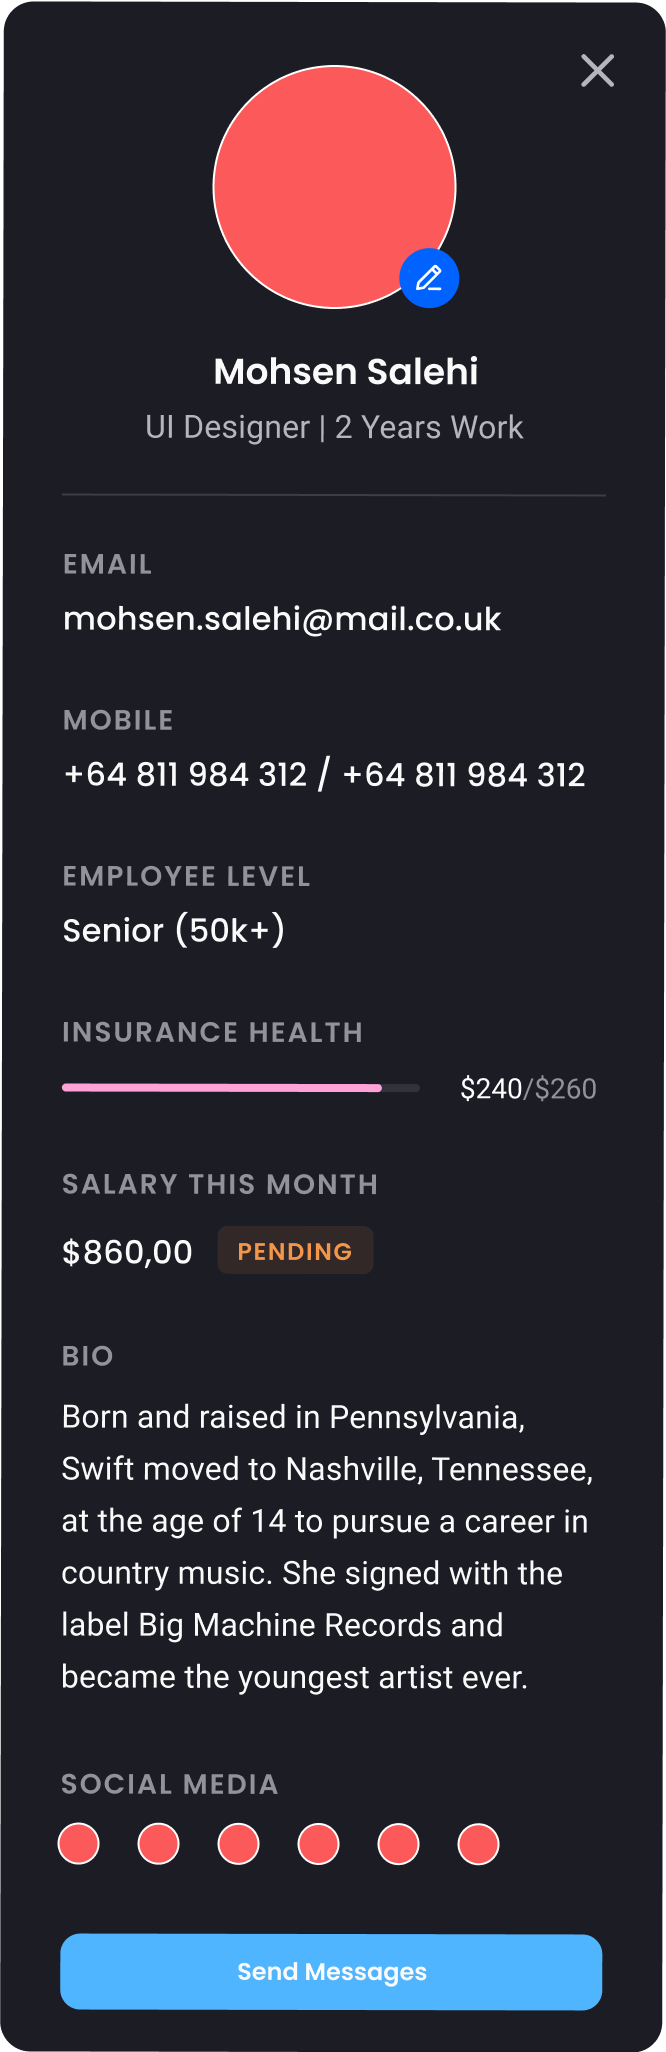 Mohsen Salehi
UI Designer | 2 Years Work
EMAIL
mohsen.salehi@mail.co.uk
MOBILE
+64 811 984 312 / +64 811 984 312
EMPLOYEE LEVEL
Senior (50k+)
INSURANCE HEALTH
$240/$260
SALARY THIS MONTH
$860,00 PENDING
BIO
Born and raised in Pennsylvania,
Swift moved to Nashville, Tennessee,
at the age of 14 to pursue a career in
country music. She signed with the
label Big Machine Records and
became the youngest artist ever.
SOCIAL MEDIA
Send Messages